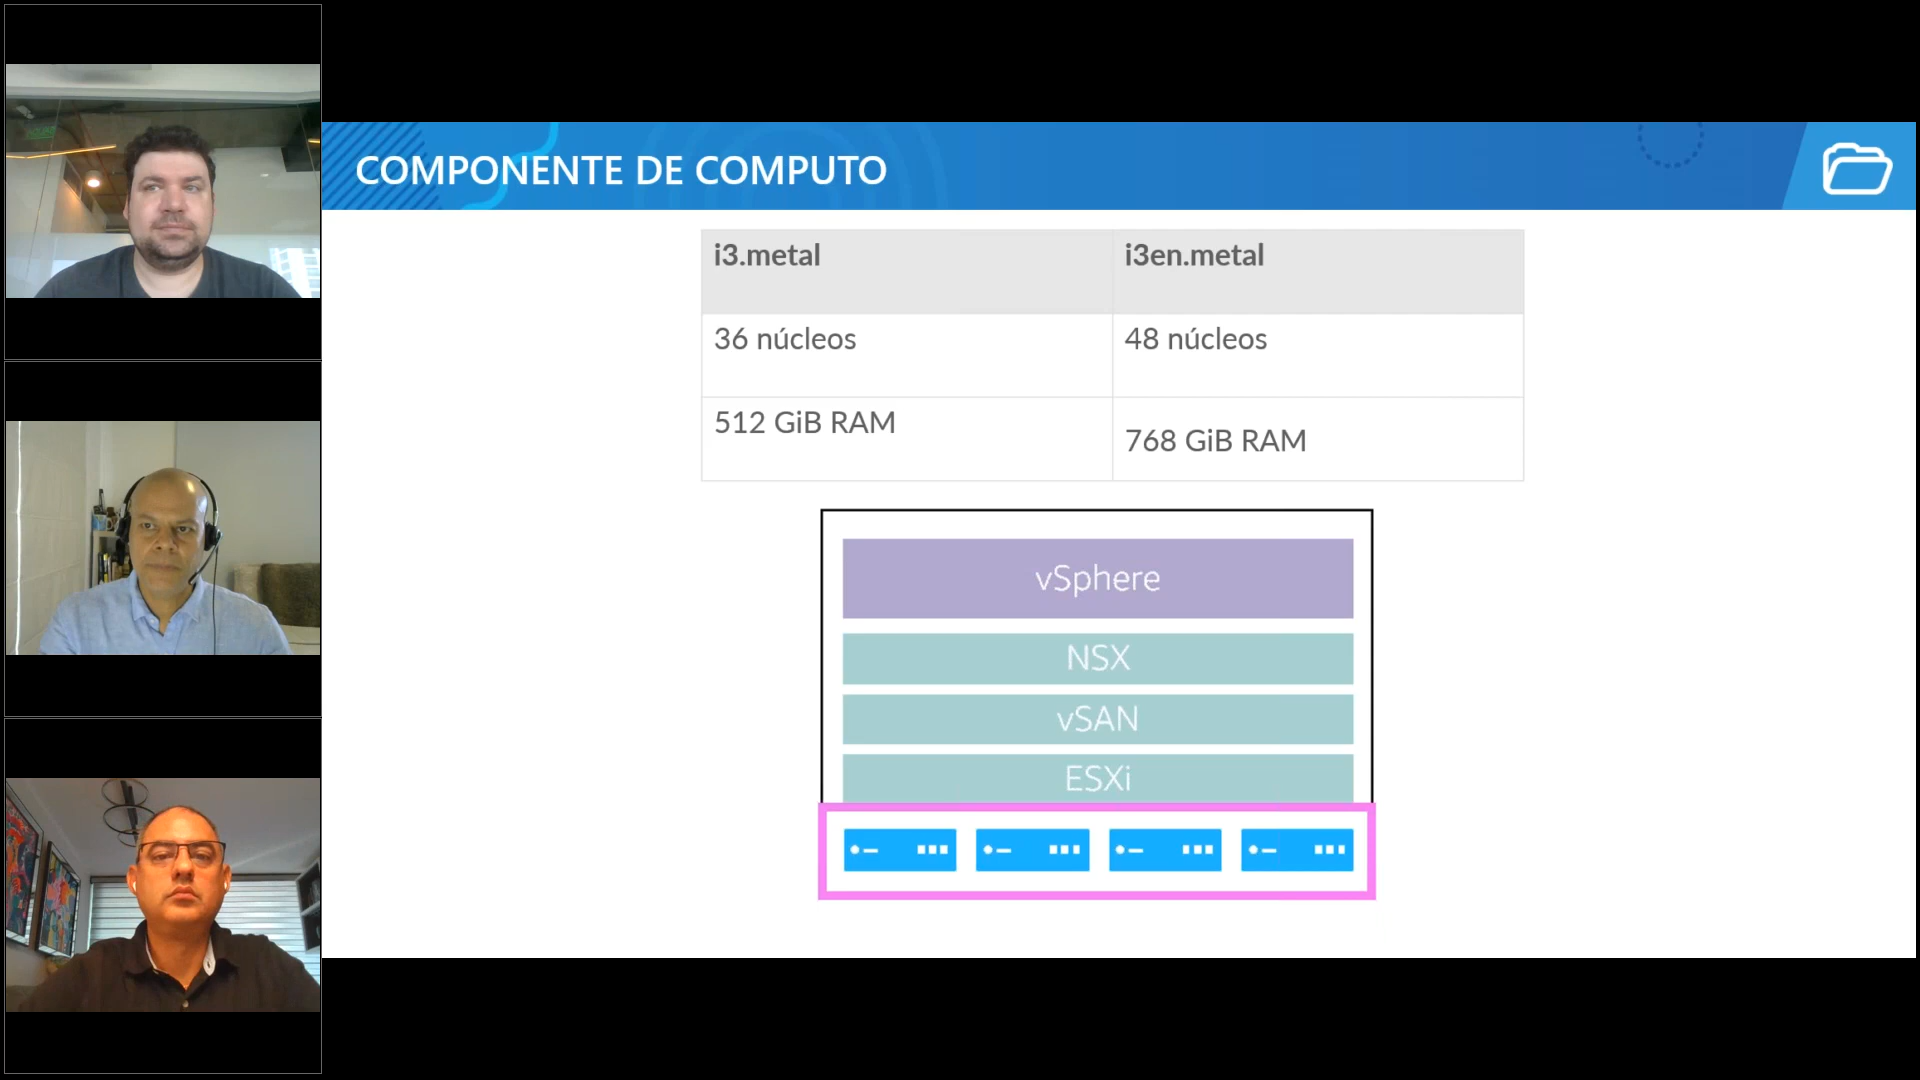 COMPONENTE DE COMPUTO
i3.metal
i3en.metal
36 núcleos
48 núcleos
512 GiB RAM
768 GiB RAM
vSphere
NSX
vSAN
ESXi